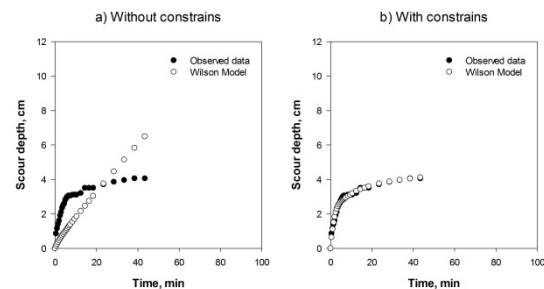 a) Without constrains
12
10
8
6
4
2
0
Scour depth, cm
Observed data
Wilson Model
0 20 40 60 80 100
Time, min
b) With constrains
12
10
8
6
4
2
0
Scour depth, cm
Observed data
Wilson Model
0 20 40 60 80 100
Time, min